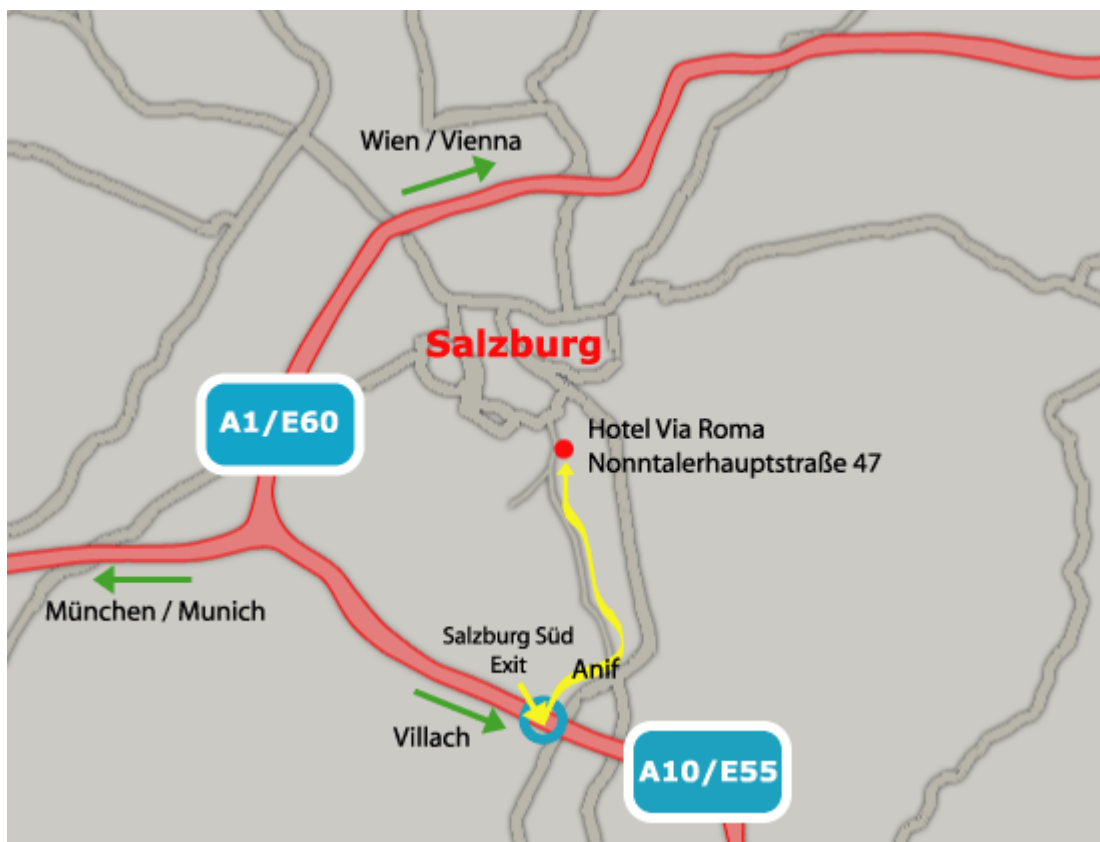 Wien / Vienna
Salzburg
A1/E60
Hotel Via Roma
Nonntalerhauptstraße 47
München / Munich
Salzburg Süd
Exit
Anif
Villach
A10/E55